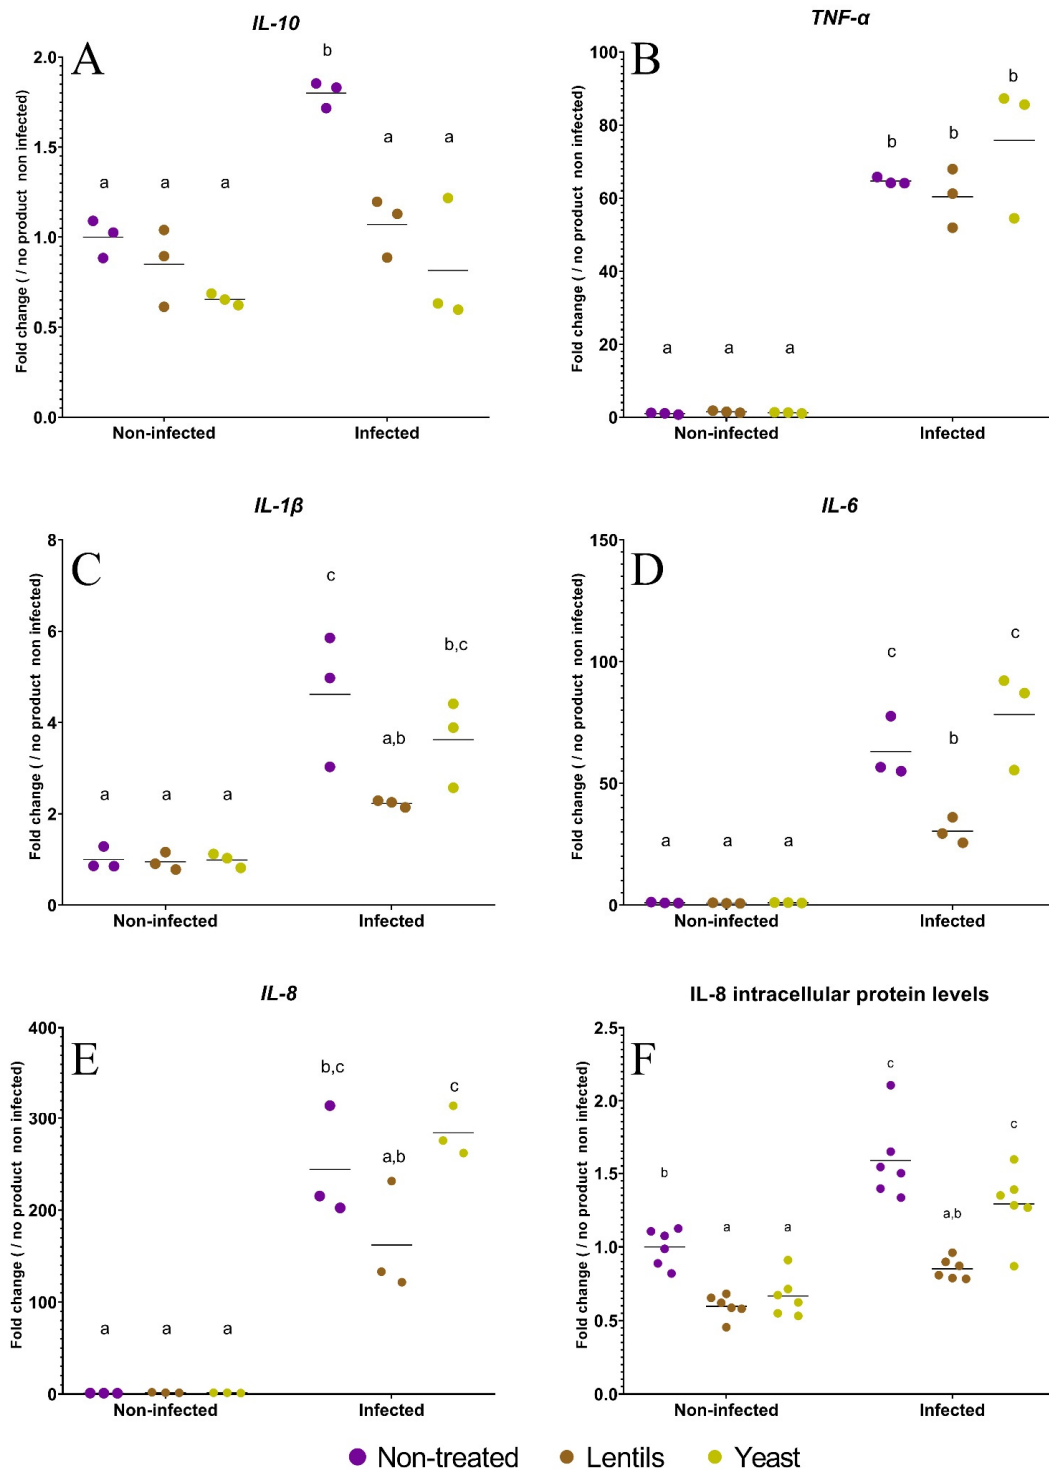 IL-10
A
Fold change ( / no product non infected)
2.0
1.5
1.0
0.5
0.0
a
a
a
b
a
a
Non-infected
Infected
TNF-α
B
Fold change ( / no product non infected)
100
80
60
40
20
0
a
a
a
b
b
b
Non-infected
Infected
IL-1β
C
Fold change ( / no product non infected)
8
6
4
2
0
a
a
a
c
a,b
b,c
Non-infected
Infected
IL-6
D
Fold change ( / no product non infected)
150
100
50
0
a
a
a
c
b
c
Non-infected
Infected
IL-8
E
Fold change ( / no product non infected)
400
300
200
100
0
a
a
a
b,c
a,b
c
Non-infected
Infected
IL-8 intracellular protein levels
F
Fold change ( / no product non infected)
2.5
2.0
1.5
1.0
0.5
0.0
b
a
a
c
a,b
c
Non-infected
Infected
Non-treated
Lentils
Yeast